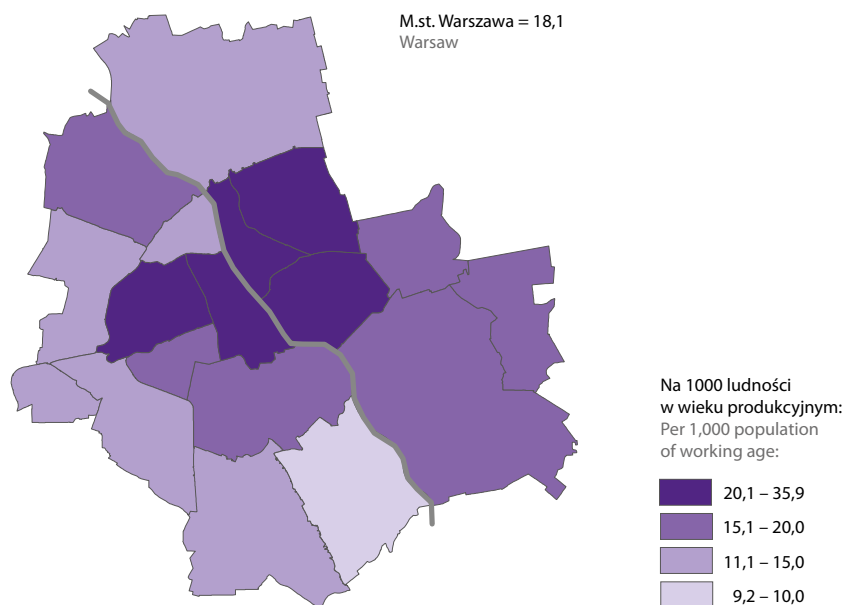 M.st. Warszawa = 18,1
Warsaw
Na 1000 ludności
w wieku produkcyjnym:
Per 1,000 population
of working age:
20,1 – 35,9
15,1 – 20,0
11,1 – 15,0
9,2 – 10,0